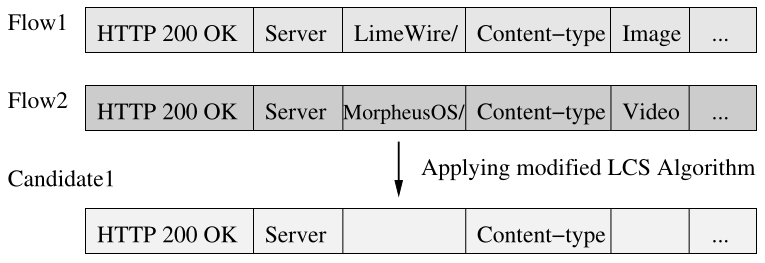 Flow1 HTTP 200 OK Server LimeWire/ Content−type Image ...
Flow2 HTTP 200 OK Server MorpheusOS/ Content−type Video ...
Applying modified LCS Algorithm
Candidate1
HTTP 200 OK Server Content−type ...